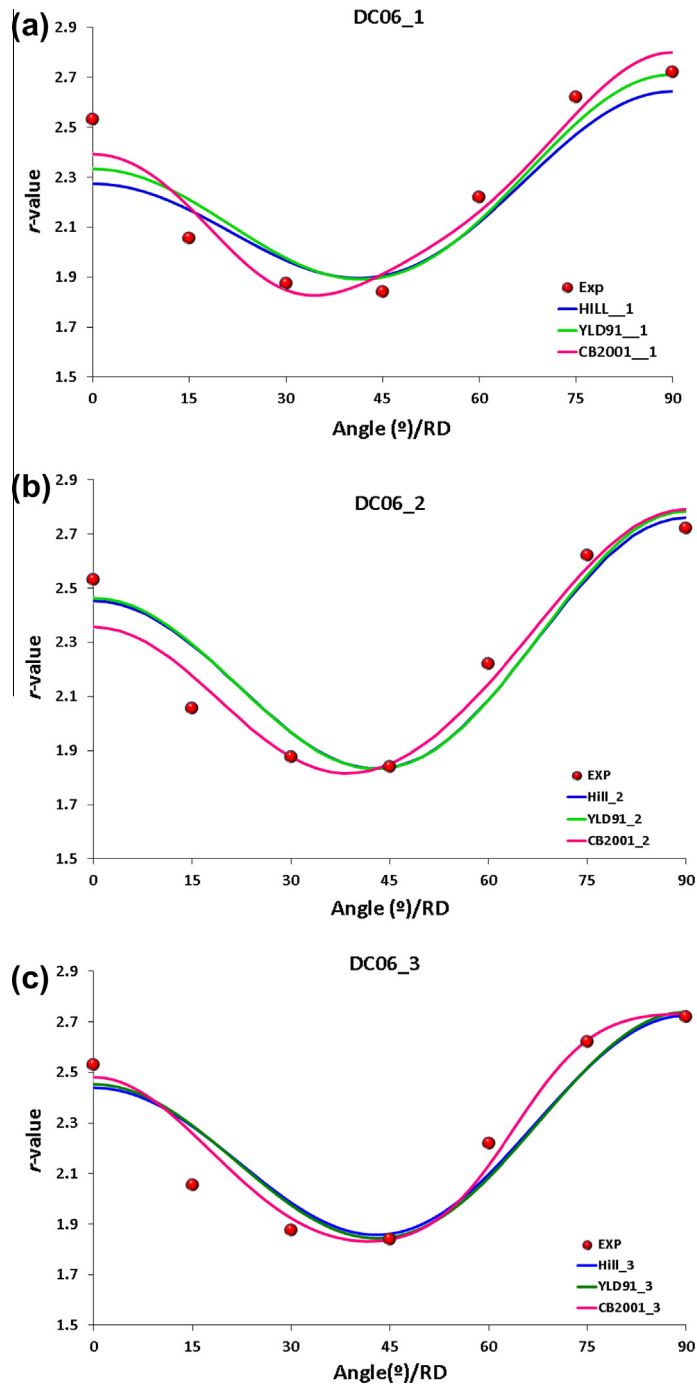 (a)
DC06_1
2.9
2.7
2.5
2.3
2.1
1.9
1.7
1.5
r-value
Exp
HILL__1
YLD91__1
CB2001__1
0 15 30 45 60 75 90
Angle (º)/RD
(b)
DC06_2
2.9
2.7
2.5
2.3
2.1
1.9
1.7
1.5
r-value
EXP
Hill_2
YLD91_2
CB2001_2
0 15 30 45 60 75 90
Angle (º)/RD
(c)
DC06_3
2.9
2.7
2.5
2.3
2.1
1.9
1.7
1.5
r-value
EXP
Hill_3
YLD91_3
CB2001_3
0 15 30 45 60 75 90
Angle(º)/RD